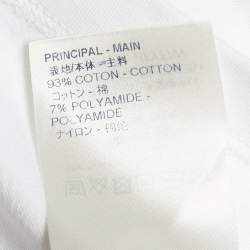 PRINCIPAL - MAIN
表地/本体 =主料
93% COTON - COTTON
コットン - 棉
7% POLYAMIDE -
POLYAMIDE
ナイロン - 锦纶